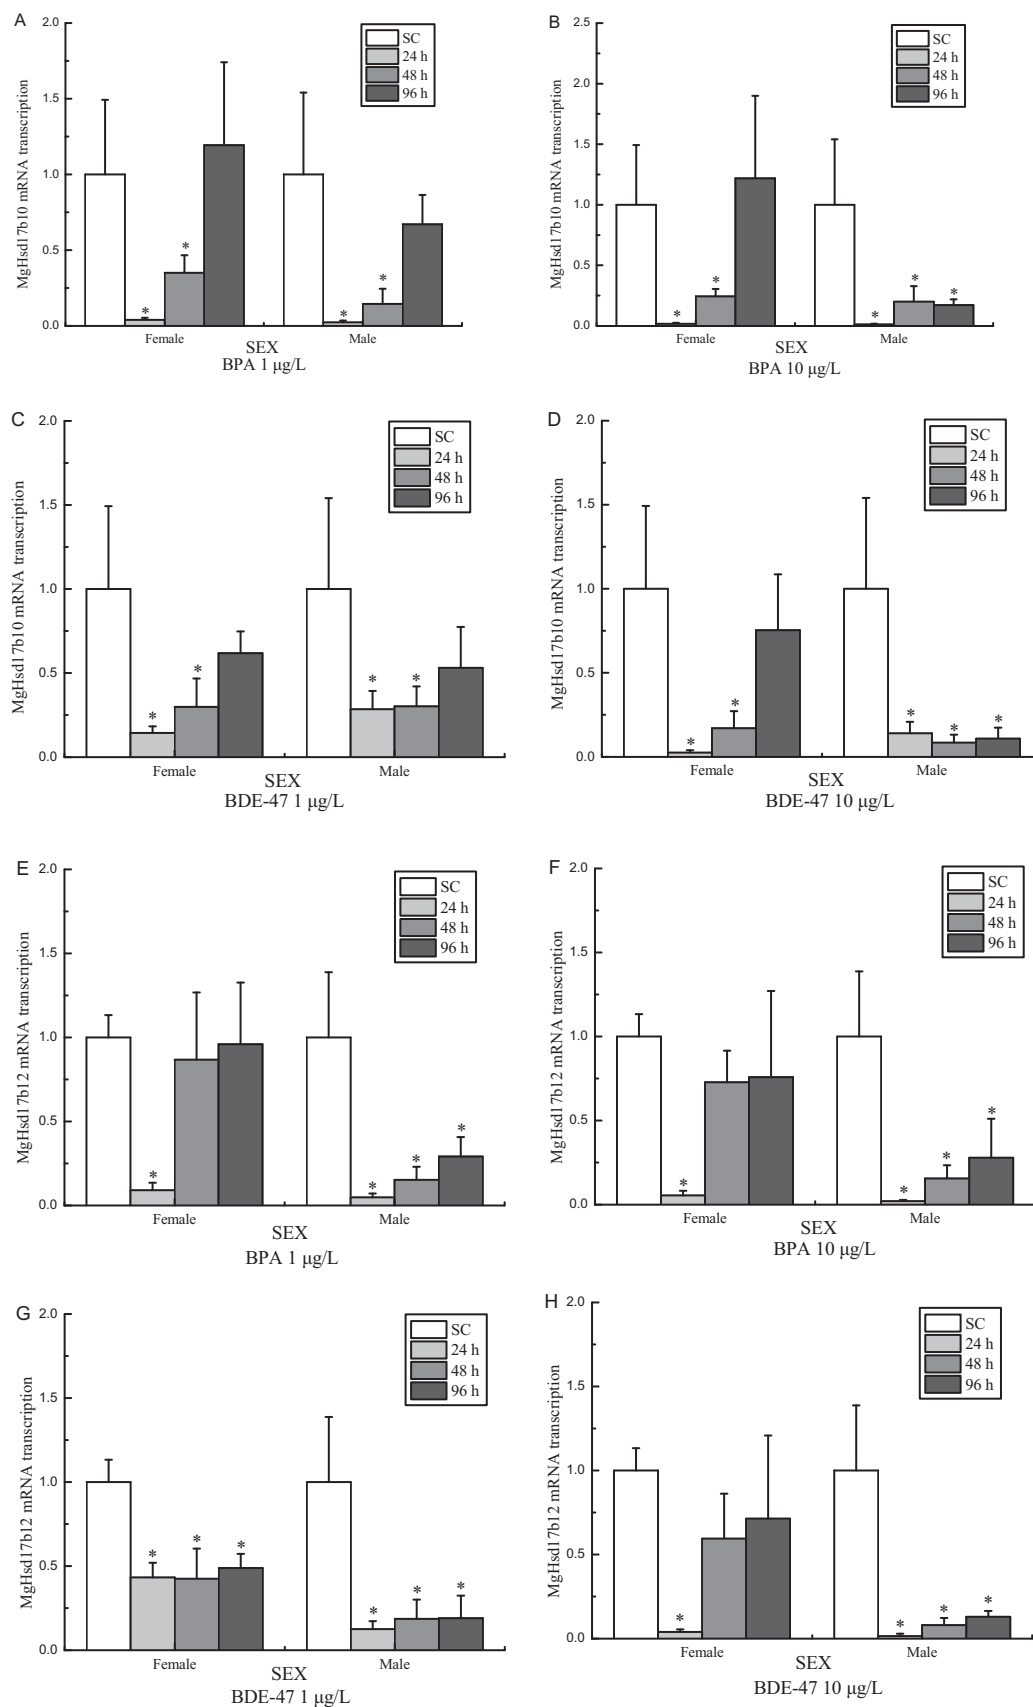 A
2.0
1.5
1.0
0.5
0.0
MgHsd17b10 mRNA transcription
SC
24 h
48 h
96 h
*
*
*
*
Female
Male
SEX
BPA 1 μg/L
B
2.5
2.0
1.5
1.0
0.5
0.0
MgHsd17b10 mRNA transcription
SC
24 h
48 h
96 h
*
*
*
*
*
Female
Male
SEX
BPA 10 μg/L
C
2.0
1.5
1.0
0.5
0.0
MgHsd17b10 mRNA transcription
SC
24 h
48 h
96 h
*
*
*
*
Female
Male
SEX
BDE-47 1 μg/L
D
2.0
1.5
1.0
0.5
0.0
MgHsd17b10 mRNA transcription
SC
24 h
48 h
96 h
*
*
*
*
*
Female
Male
SEX
BDE-47 10 μg/L
E
2.0
1.5
1.0
0.5
0.0
MgHsd17b12 mRNA transcription
SC
24 h
48 h
96 h
*
*
*
*
Female
Male
SEX
BPA 1 μg/L
F
2.0
1.5
1.0
0.5
0.0
MgHsd17b12 mRNA transcription
SC
24 h
48 h
96 h
*
*
*
*
Female
Male
SEX
BPA 10 μg/L
G
2.0
1.5
1.0
0.5
0.0
MgHsd17b12 mRNA transcription
SC
24 h
48 h
96 h
*
*
*
*
*
*
Female
Male
SEX
BDE-47 1 μg/L
H
2.0
1.5
1.0
0.5
0.0
MgHsd17b12 mRNA transcription
SC
24 h
48 h
96 h
*
*
*
*
Female
Male
SEX
BDE-47 10 μg/L